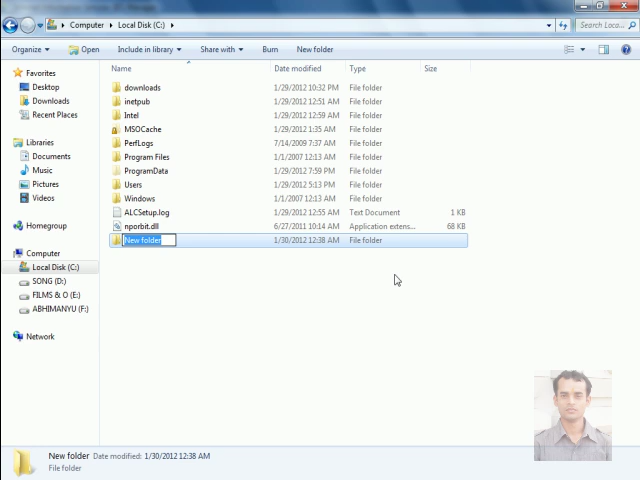 Computer Local Disk (C:) Search Loca...
Organize Open Include in library Share with Burn New folder
Name Date modified Type Size
Favorites
Desktop
Downloads
Recent Places
Libraries
Documents
Music
Pictures
Videos
Homegroup
Computer
Local Disk (C:)
SONG (D:)
FILMS & O (E:)
ABHIMANYU (F:)
Network
downloads 1/29/2012 10:32 PM File folder
inetpub 1/29/2012 12:51 AM File folder
Intel 1/29/2012 12:59 AM File folder
MSOCache 1/29/2012 1:35 AM File folder
PerfLogs 7/14/2009 7:37 AM File folder
Program Files 1/1/2007 12:13 AM File folder
ProgramData 1/29/2012 7:59 PM File folder
Users 1/29/2012 5:13 PM File folder
Windows 1/1/2007 12:13 AM File folder
ALCSetup.log 1/29/2012 12:55 AM Text Document 1 KB
nporbit.dll 6/27/2011 10:14 AM Application extens... 68 KB
New folder 1/30/2012 12:38 AM File folder
New folder Date modified: 1/30/2012 12:38 AM
File folder